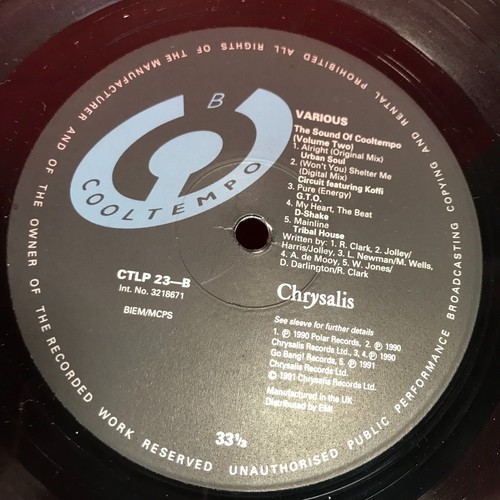 B
COOLTEMPO
VARIOUS
The Sound Of Cooltempo
(Volume Two)
1. Alright (Original Mix)
Urban Soul
2. (Won't You) Shelter Me
(Digital Mix)
Circuit featuring Koffi
3. Pure (Energy)
G.T.O.
4. My Heart, The Beat
D-Shake
5. Mainline
Tribal House
Written by: 1. R. Clark, 2. Jolley/
Harris/Jolley, 3. L. Newman/M. Wells,
4. A. de Mooy, 5. W. Jones/
D. Darlington/R. Clark
CTLP 23—B
Int. No. 3218671
BIEM/MCPS
Chrysalis
See sleeve for further details
1. ℗ 1990 Polar Records, 2. ℗ 1990
Chrysalis Records Ltd., 3, 4. ℗ 1990
Go Bang! Records, 5. ℗ 1991
Chrysalis Records Ltd.
© 1991 Chrysalis Records Ltd.
Made in the UK
Distributed by EMI
33⅓
ALL RIGHTS OF THE MANUFACTURER AND OF THE OWNER OF THE RECORDED WORK RESERVED UNAUTHORISED PUBLIC PERFORMANCE BROADCASTING COPYING AND RENTAL PROHIBITED